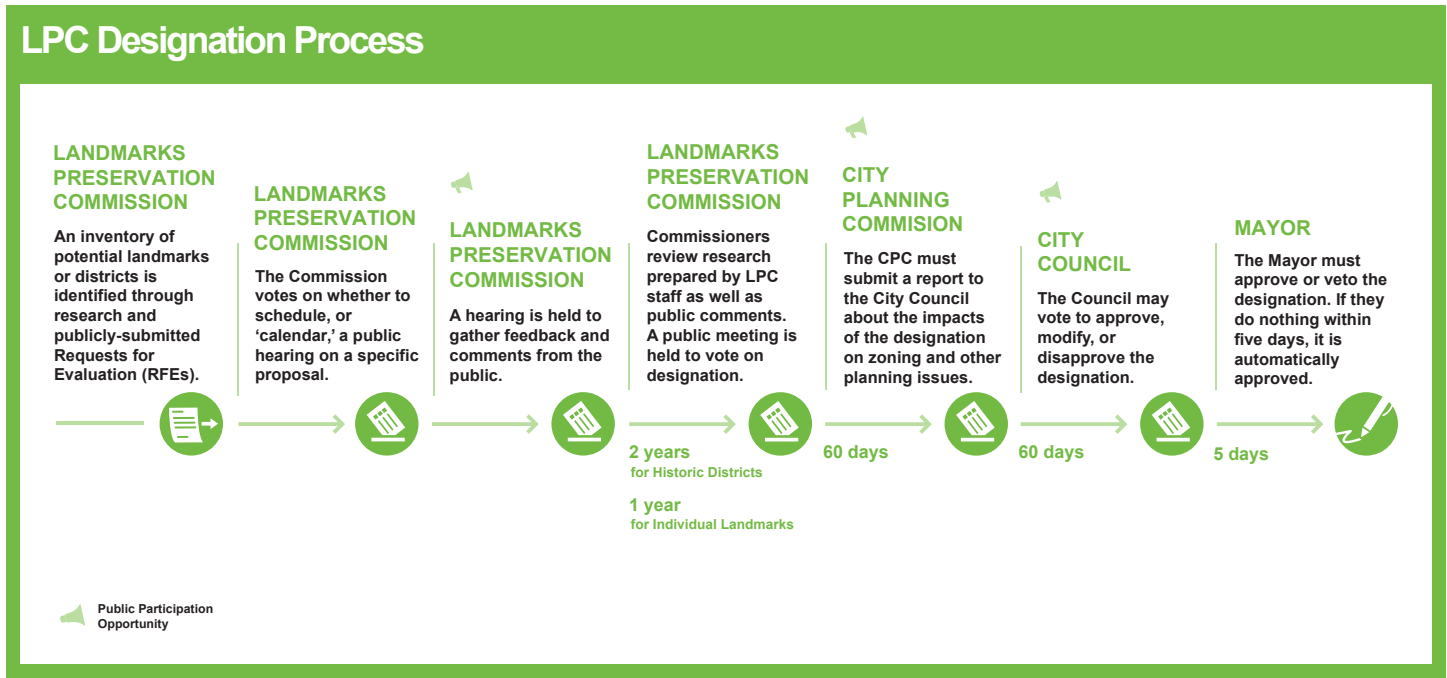 LPC Designation Process
LANDMARKS
PRESERVATION
COMMISSION
An inventory of
potential landmarks
or districts is
identified through
research and
publicly-submitted
Requests for
Evaluation (RFEs).
LANDMARKS
PRESERVATION
COMMISSION
The Commission
votes on whether to
schedule, or
‘calendar,’ a public
hearing on a specific
proposal.
LANDMARKS
PRESERVATION
COMMISSION
A hearing is held to
gather feedback and
comments from the
public.
LANDMARKS
PRESERVATION
COMMISSION
Commissioners
review research
prepared by LPC
staff as well as
public comments.
A public meeting is
held to vote on
designation.
2 years
for Historic Districts
1 year
for Individual Landmarks
CITY
PLANNING
COMMISION
The CPC must
submit a report to
the City Council
about the impacts
of the designation
on zoning and other
planning issues.
60 days
CITY
COUNCIL
The Council may
vote to approve,
modify, or
disapprove the
designation.
60 days
MAYOR
The Mayor must
approve or veto the
designation. If they
do nothing within
five days, it is
automatically
approved.
5 days
Public Participation
Opportunity